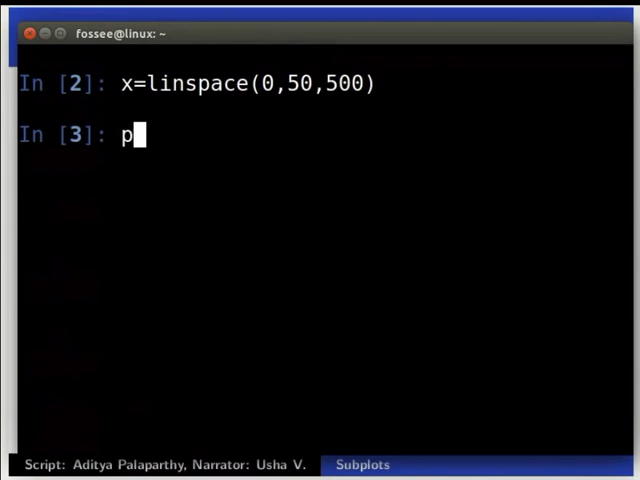 fossee@linux: ~
In [2]: x=linspace(0,50,500)
In [3]: p
Script: Aditya Palaparthy, Narrator: Usha V. Subplots